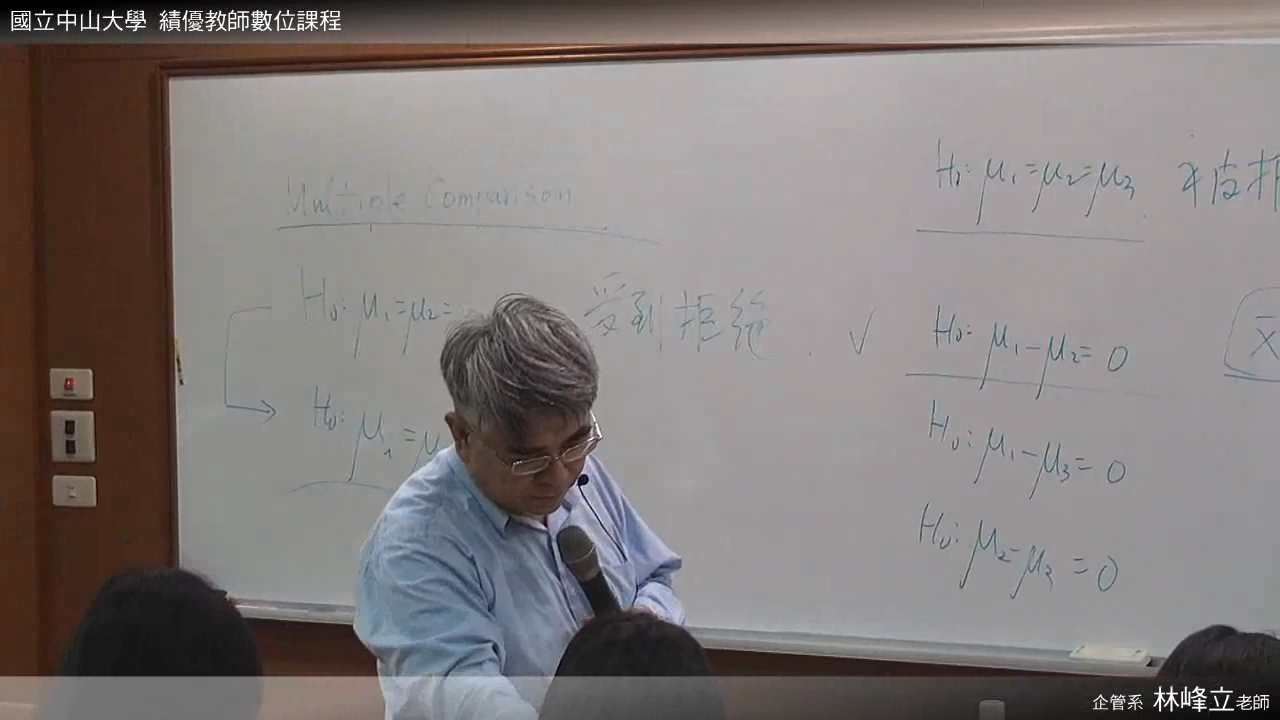 國立中山大學 績優教師數位課程
Multiple Comparison
H₀: μ₁=μ₂= 受到拒絕. √
H₀: μ₁=μ
H₀: μ₁=μ₂=μ₃. 被拒
H₀: μ₁-μ₂=0
H₀: μ₁-μ₃=0
H₀: μ₂-μ₃=0
X̄
企管系 林峰立老師